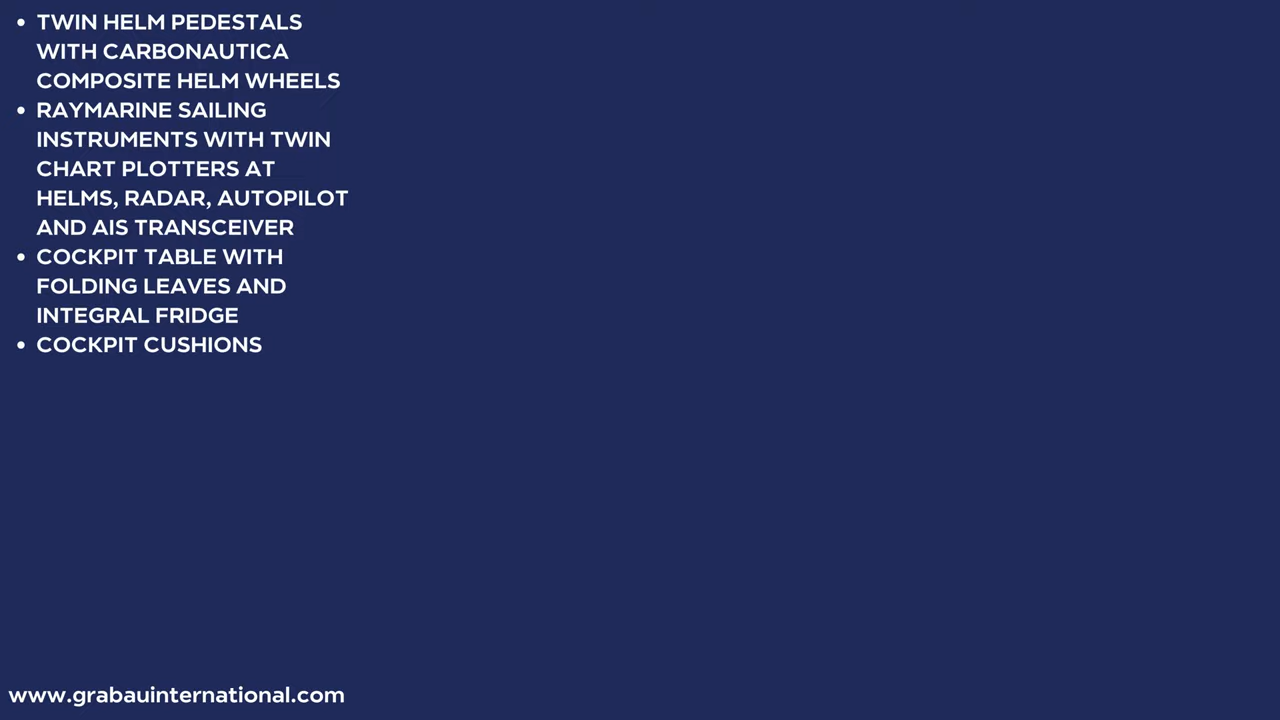 • TWIN HELM PEDESTALS
WITH CARBONAUTICA
COMPOSITE HELM WHEELS
• RAYMARINE SAILING
INSTRUMENTS WITH TWIN
CHART PLOTTERS AT
HELMS, RADAR, AUTOPILOT
AND AIS TRANSCEIVER
• COCKPIT TABLE WITH
FOLDING LEAVES AND
INTEGRAL FRIDGE
• COCKPIT CUSHIONS
www.grabauinternational.com